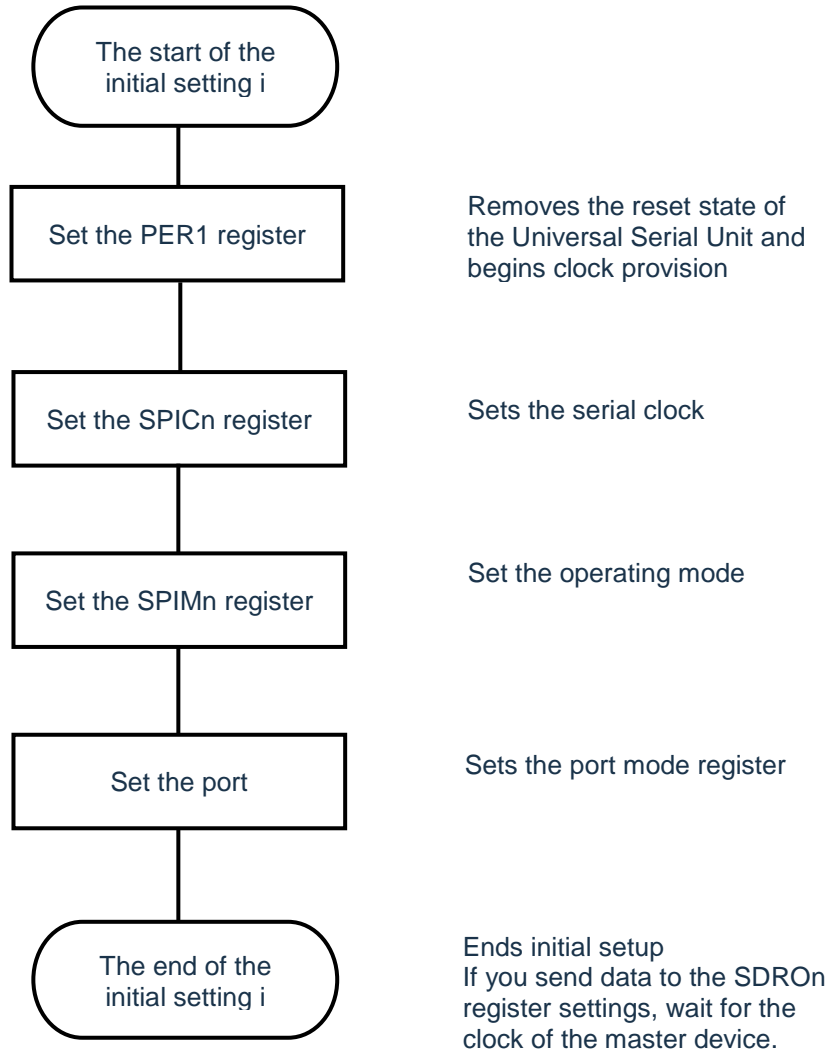 The start of the
initial setting i
Set the PER1 register
Removes the reset state of
the Universal Serial Unit and
begins clock provision
Set the SPICn register
Sets the serial clock
Set the SPIMn register
Set the operating mode
Set the port
Sets the port mode register
The end of the
initial setting i
Ends initial setup
If you send data to the SDROn
register settings, wait for the
clock of the master device.